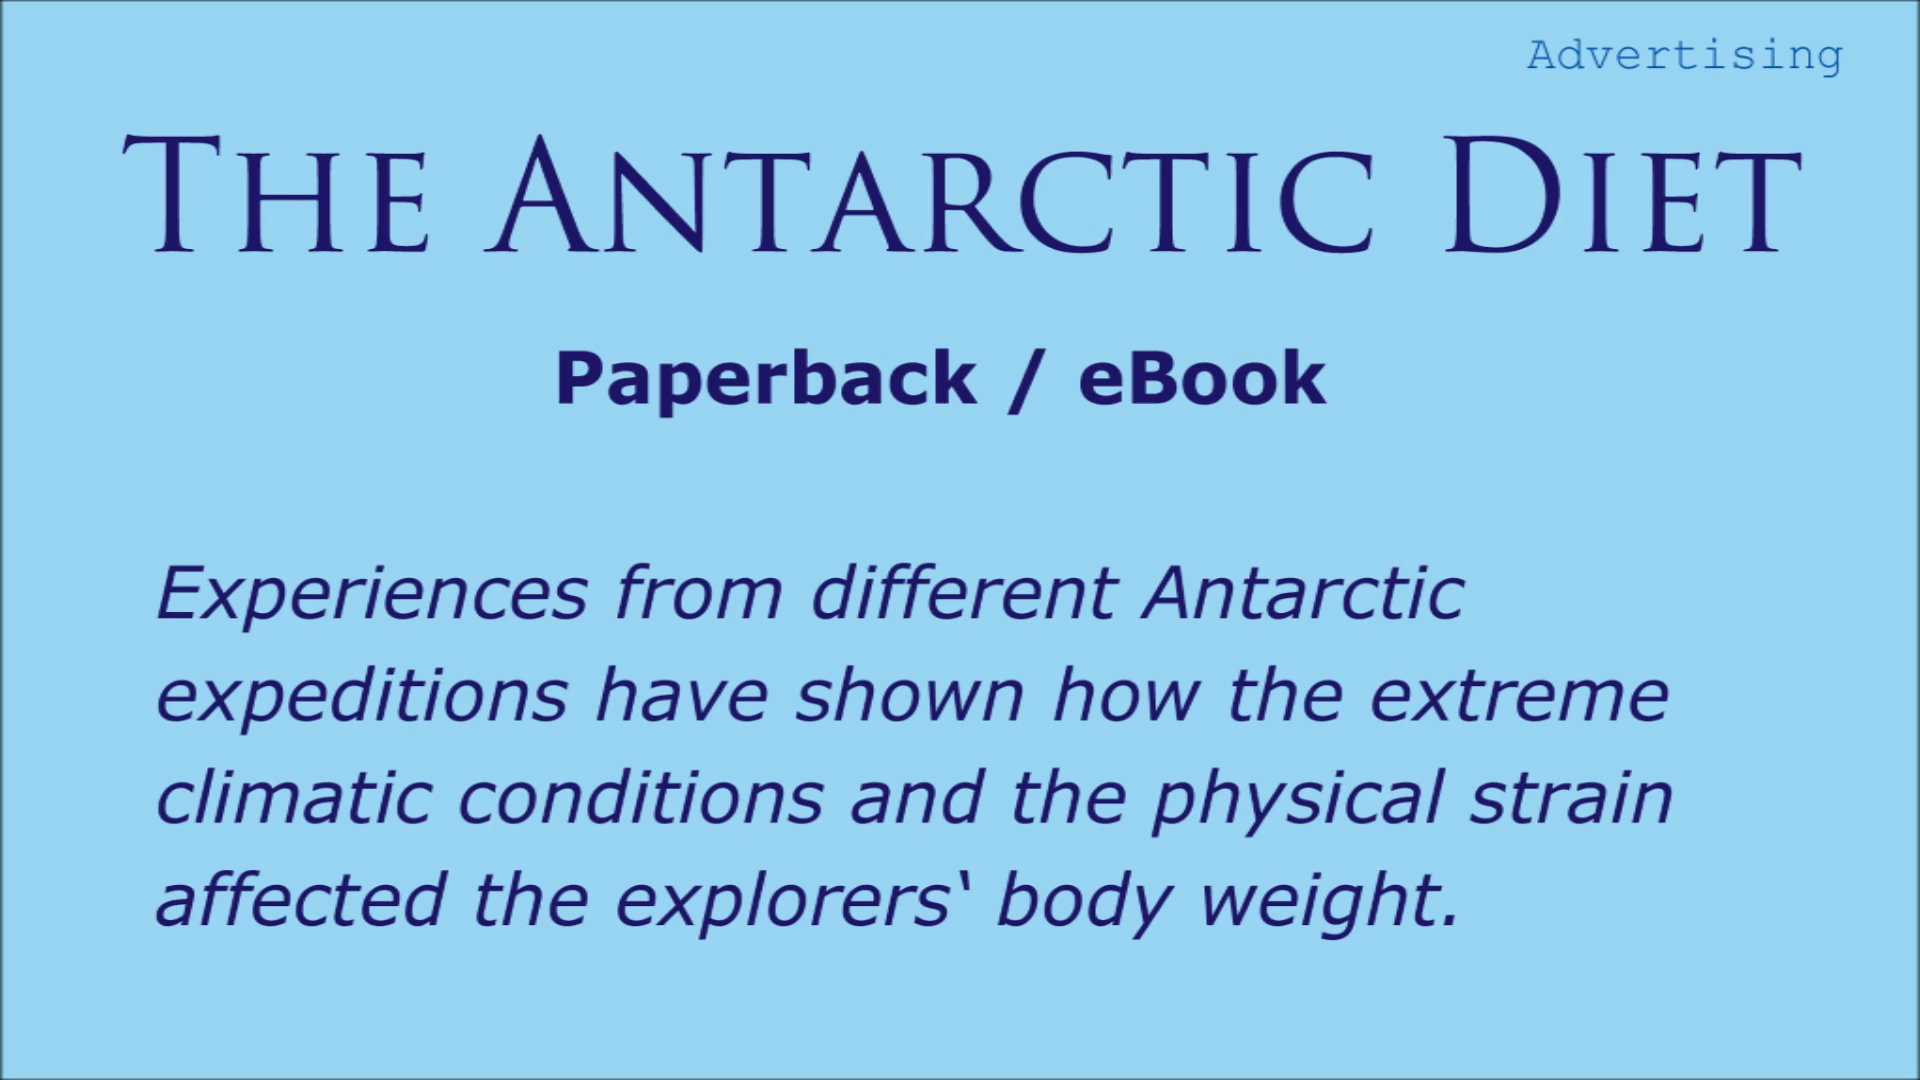 Advertising
THE ANTARCTIC DIET
Paperback / eBook
Experiences from different Antarctic
expeditions have shown how the extreme
climatic conditions and the physical strain
affected the explorers‘ body weight.